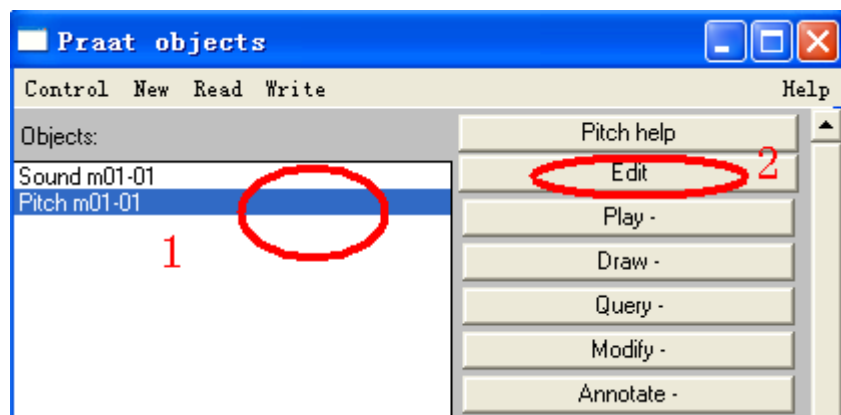 Praat objects
Control New Read Write Help
Objects:
Sound m01-01
Pitch m01-01
1
Pitch help
Edit
2
Play -
Draw -
Query -
Modify -
Annotate -